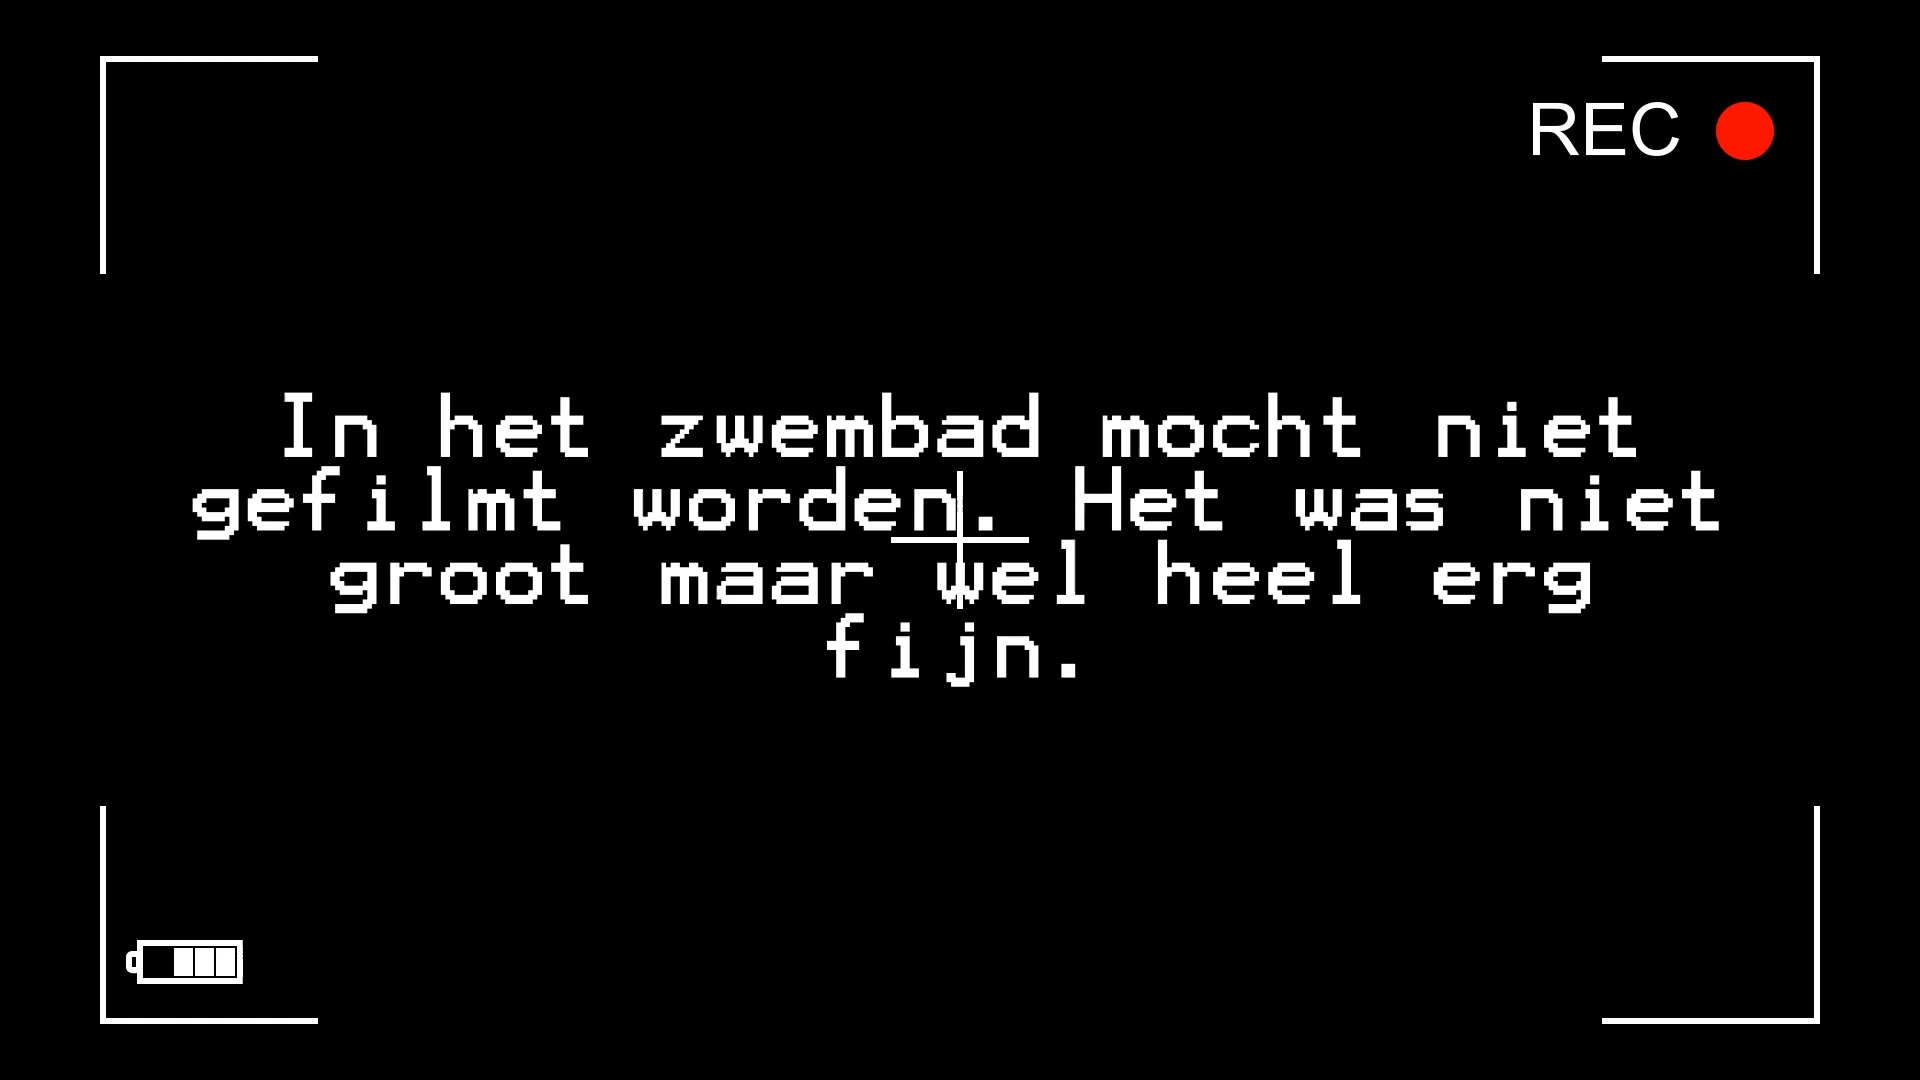 REC
In het zwembad mocht niet
gefilmt worden. Het was niet
groot maar wel heel erg
fijn.